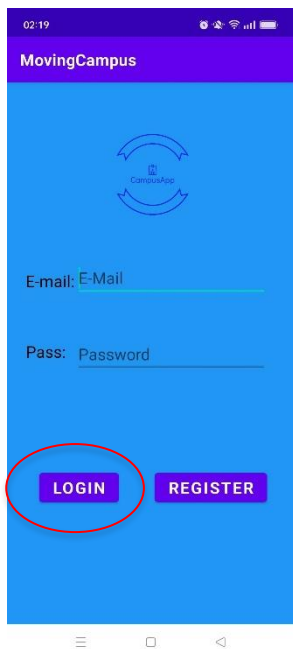 02:19
MovingCampus
CampusApp
E-mail: E-Mail
Pass: Password
LOGIN REGISTER